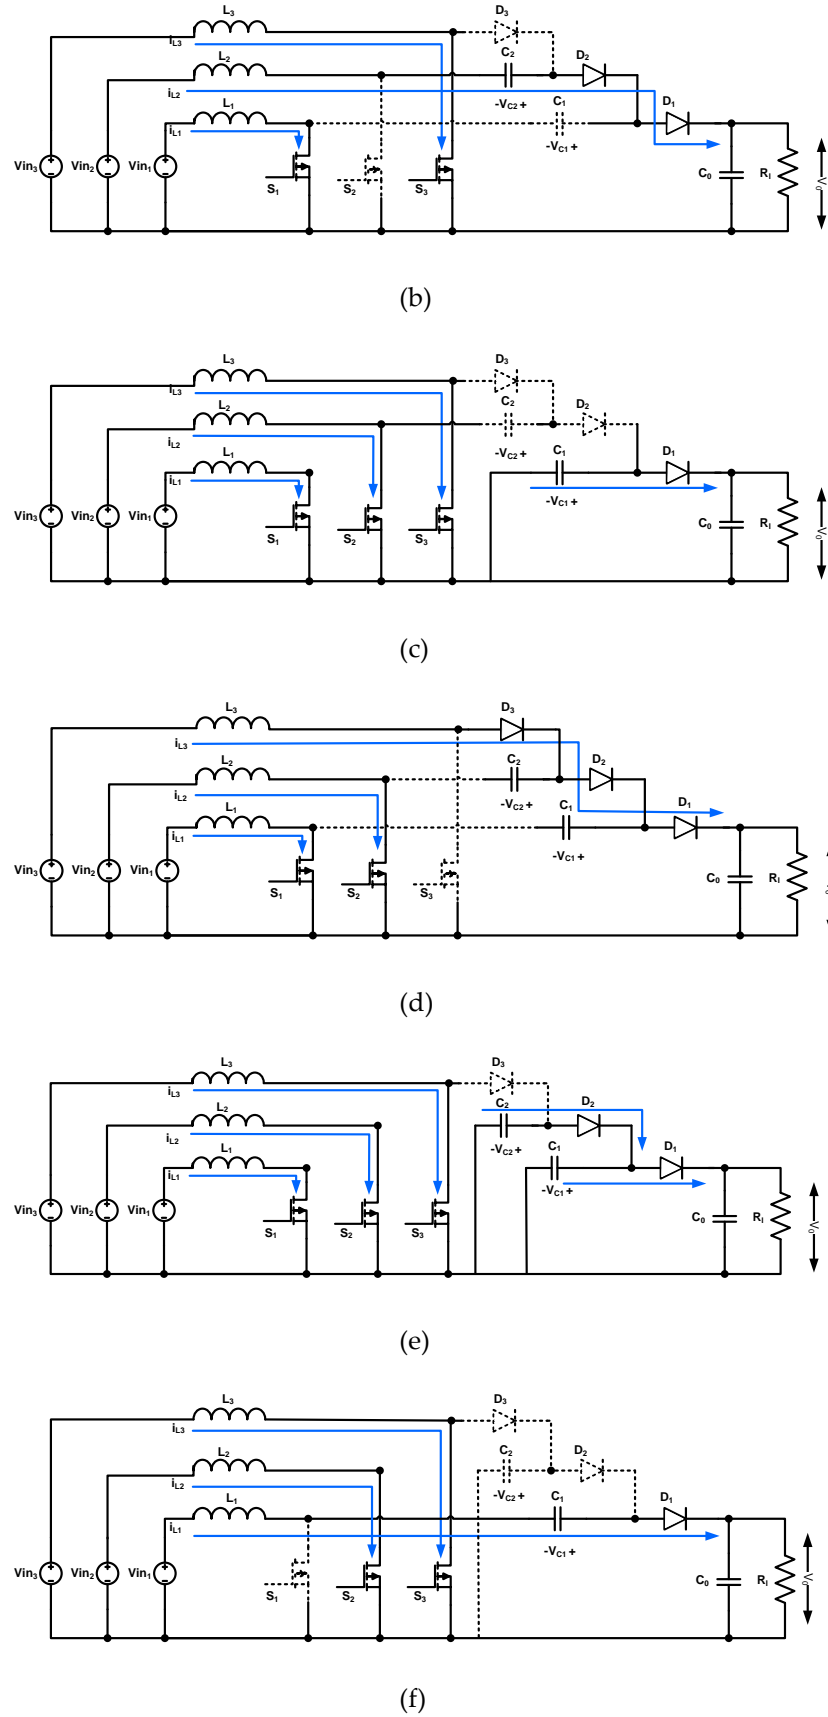 L3
D3
iL3
C2
D2
L2
iL2
-VC2 +
C1
D1
L1
iL1
-VC1 +
Vin3
Vin2
Vin1
S1
S2
S3
C0
Rl
V0
(b)
L3
D3
iL3
C2
D2
L2
iL2
-VC2 +
C1
D1
L1
iL1
-VC1 +
Vin3
Vin2
Vin1
S1
S2
S3
C0
Rl
V0
(c)
L3
D3
iL3
L2
C2
D2
iL2
-VC2 +
L1
C1
D1
iL1
-VC1 +
Vin3
Vin2
Vin1
S1
S2
S3
C0
Rl
(d)
L3
D3
iL3
L2
C2
D2
iL2
-VC2 +
L1
C1
D1
iL1
-VC1 +
Vin3
Vin2
Vin1
S1
S2
S3
C0
Rl
V0
(e)
L3
D3
iL3
L2
C2
D2
iL2
-VC2 +
L1
C1
D1
iL1
-VC1 +
Vin3
Vin2
Vin1
S1
S2
S3
C0
Rl
V0
(f)